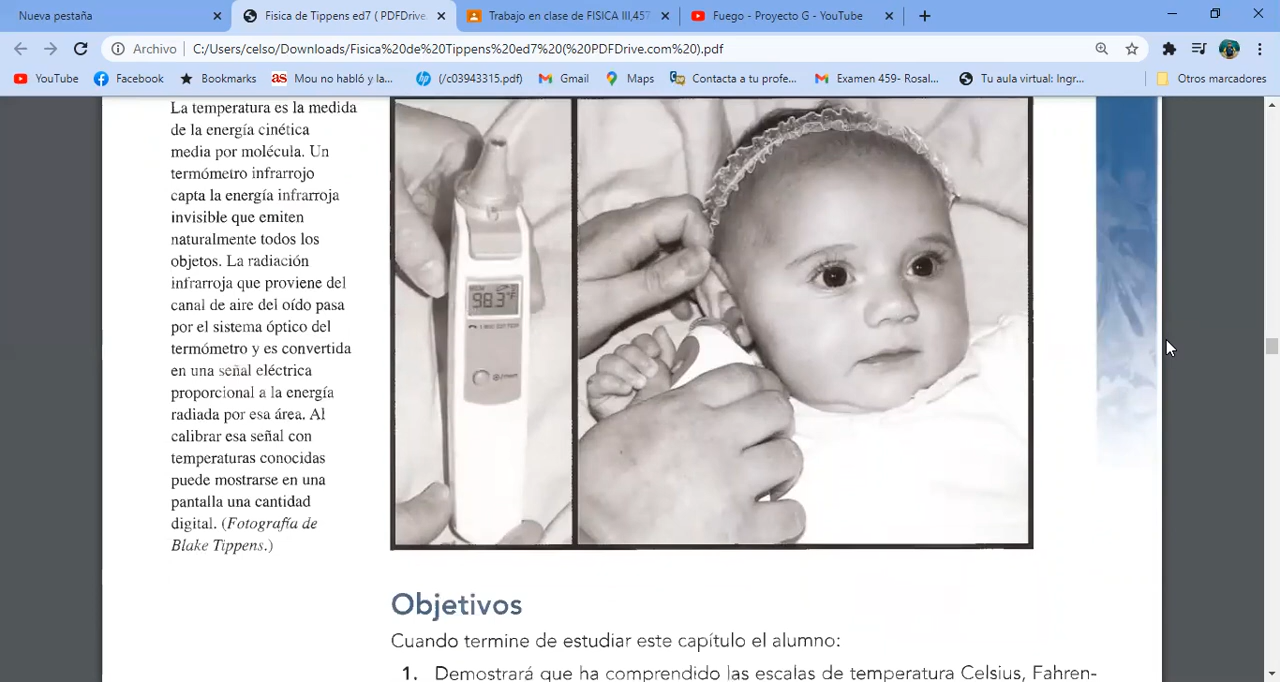 Nueva pestaña
Fisica de Tippens ed7 ( PDFDrive.
Trabajo en clase de FISICA III,457
Fuego - Proyecto G - YouTube
Archivo
C:/Users/celso/Downloads/Fisica%20de%20Tippens%20ed7%20(%20PDFDrive.com%20).pdf
YouTube
Facebook
Bookmarks
Mou no habló y la...
(/c03943315.pdf)
Gmail
Maps
Contacta a tu profe...
Examen 459- Rosal...
Tu aula virtual: Ingr...
Otros marcadores
La temperatura es la medida
de la energía cinética
media por molécula. Un
termómetro infrarrojo
capta la energía infrarroja
invisible que emiten
naturalmente todos los
objetos. La radiación
infrarroja que proviene del
canal de aire del oído pasa
por el sistema óptico del
termómetro y es convertida
en una señal eléctrica
proporcional a la energía
radiada por esa área. Al
calibrar esa señal con
temperaturas conocidas
puede mostrarse en una
pantalla una cantidad
digital. (Fotografía de
Blake Tippens.)
98.3°F
Objetivos
Cuando termine de estudiar este capítulo el alumno:
1. Demostrará que ha comprendido las escalas de temperatura Celsius, Fahren-